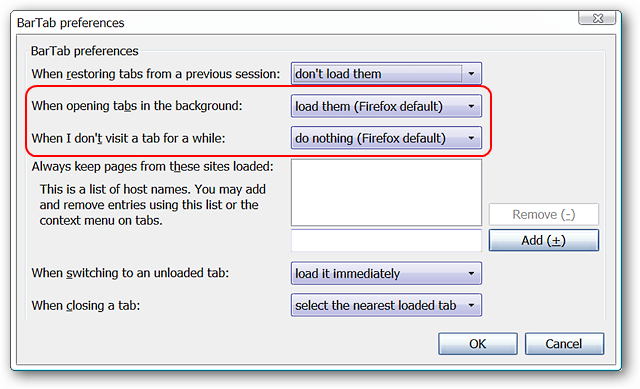 BarTab preferences
BarTab preferences
When restoring tabs from a previous session: don't load them
When opening tabs in the background: load them (Firefox default)
When I don't visit a tab for a while: do nothing (Firefox default)
Always keep pages from these sites loaded:
This is a list of host names. You may add
and remove entries using this list or the
context menu on tabs.
Remove (-)
Add (±)
When switching to an unloaded tab: load it immediately
When closing a tab: select the nearest loaded tab
OK Cancel